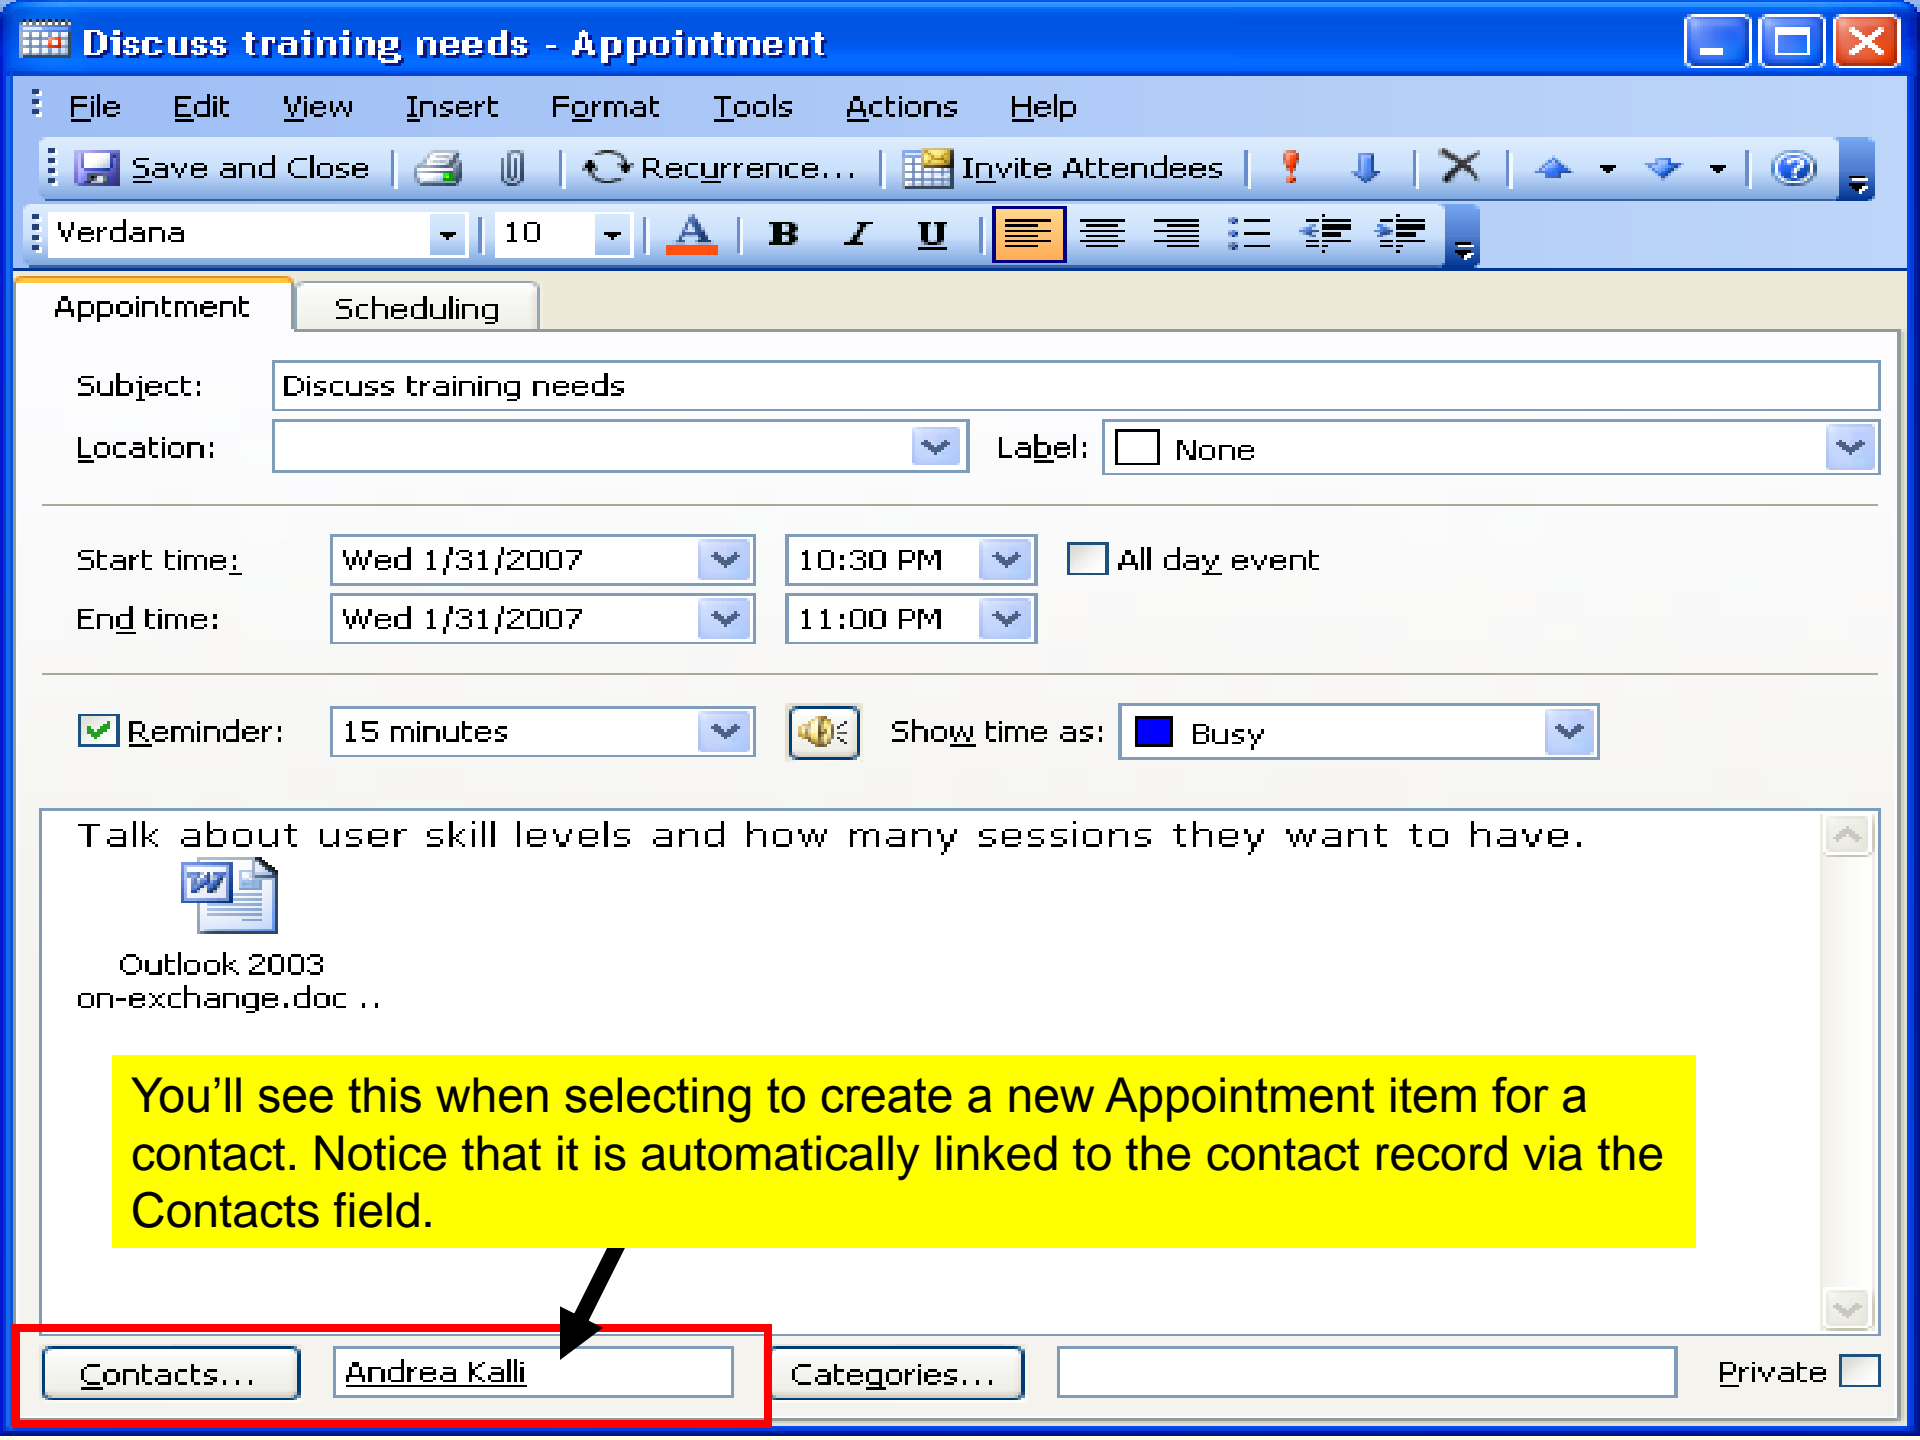 Discuss training needs - Appointment
File Edit View Insert Format Tools Actions Help
Save and Close Recurrence... Invite Attendees
Verdana 10 A B I U
Appointment Scheduling
Subject: Discuss training needs
Location: Label: None
Start time: Wed 1/31/2007 10:30 PM All day event
End time: Wed 1/31/2007 11:00 PM
Reminder: 15 minutes Show time as: Busy
Talk about user skill levels and how many sessions they want to have.
W
Outlook 2003
on-exchange.doc ..
You’ll see this when selecting to create a new Appointment item for a
contact. Notice that it is automatically linked to the contact record via the
Contacts field.
Contacts... Andrea Kalli Categories... Private